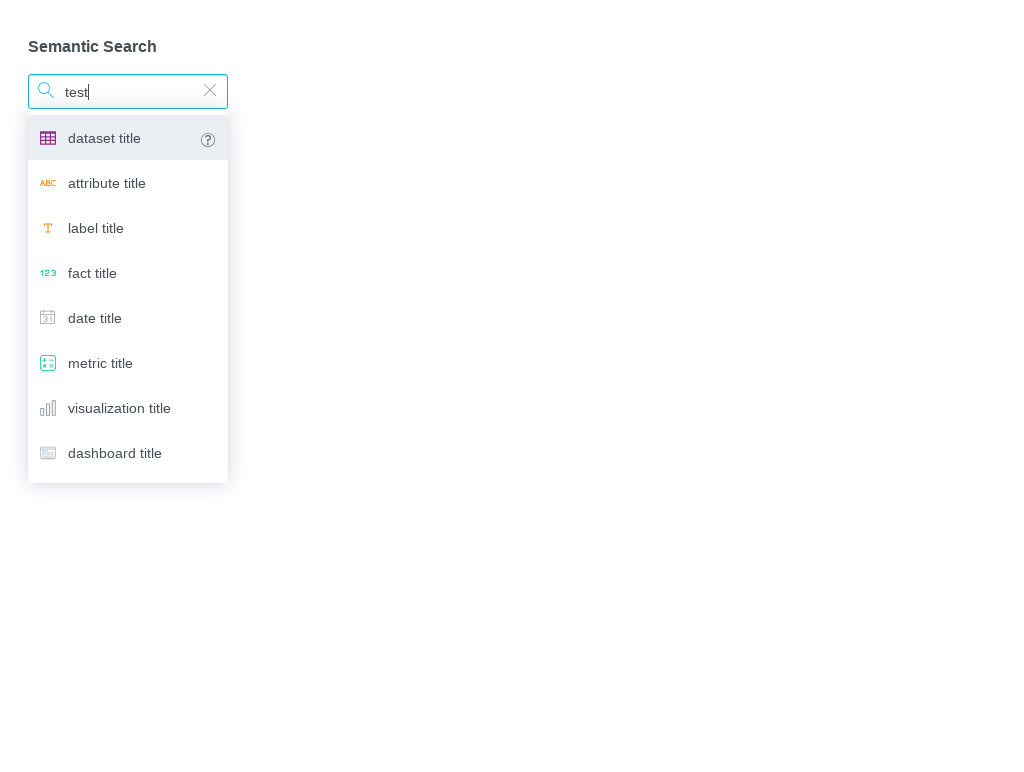 Semantic Search
test
dataset title
ABC attribute title
T label title
123 fact title
31 date title
metric title
visualization title
dashboard title